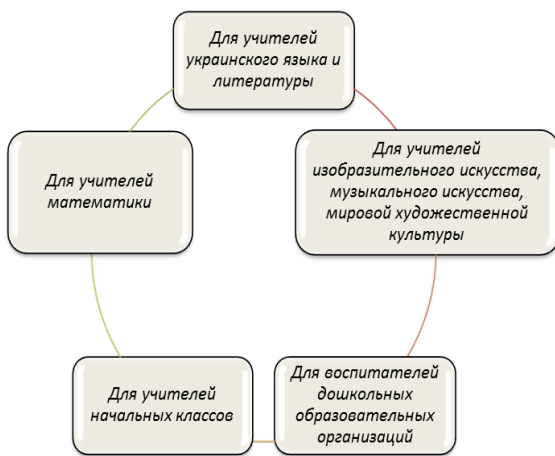 Для учителей
украинского языка и
литературы
Для учителей
изобразительного искусства,
музыкального искусства,
мировой художественной
культуры
Для воспитателей
дошкольных
образовательных
организаций
Для учителей
начальных классов
Для учителей
математики